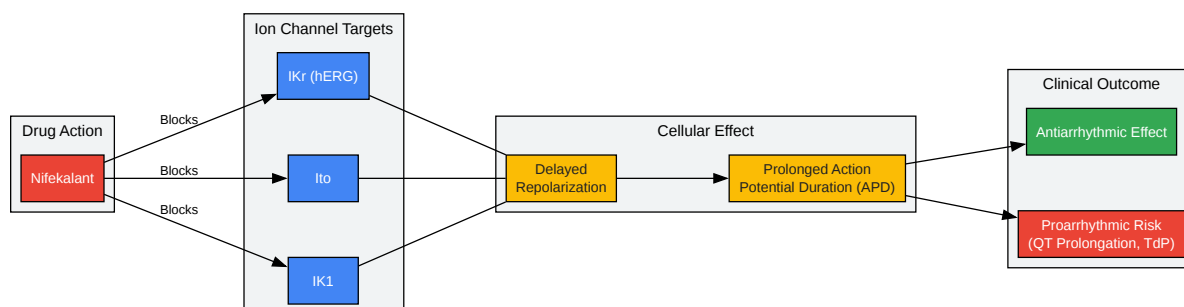 Drug Action
Nifekalant
Blocks
Blocks
Blocks
Ion Channel Targets
IKr (hERG)
Ito
IK1
Cellular Effect
Delayed
Repolarization
Prolonged Action
Potential Duration (APD)
Clinical Outcome
Antiarrhythmic Effect
Proarrhythmic Risk
(QT Prolongation, TdP)